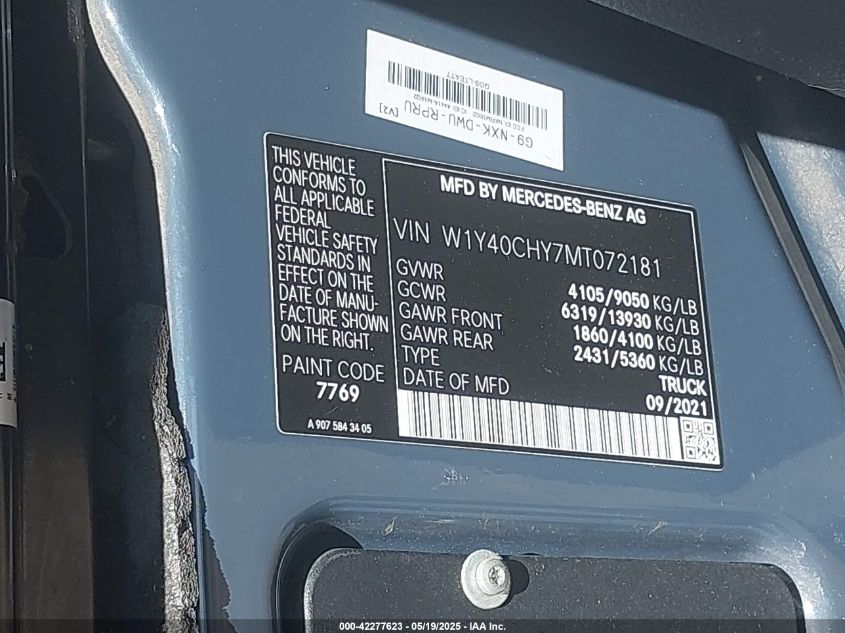 G9-NXK-DWU-RPRU
[V2]
THIS VEHICLE
CONFORMS TO
ALL APPLICABLE
FEDERAL
VEHICLE SAFETY
STANDARDS IN
EFFECT ON THE
DATE OF MANU-
FACTURE SHOWN
ON THE RIGHT.
PAINT CODE
7769
A 907 584 34 05
MFD BY MERCEDES-BENZ AG
VIN W1Y40CHY7MT072181
GVWR 4105/9050 KG/LB
GCWR 6319/13930 KG/LB
GAWR FRONT 1860/4100 KG/LB
GAWR REAR 2431/5360 KG/LB
TYPE TRUCK
DATE OF MFD 09/2021
000-42277623 - 05/19/2025 - IAA Inc.